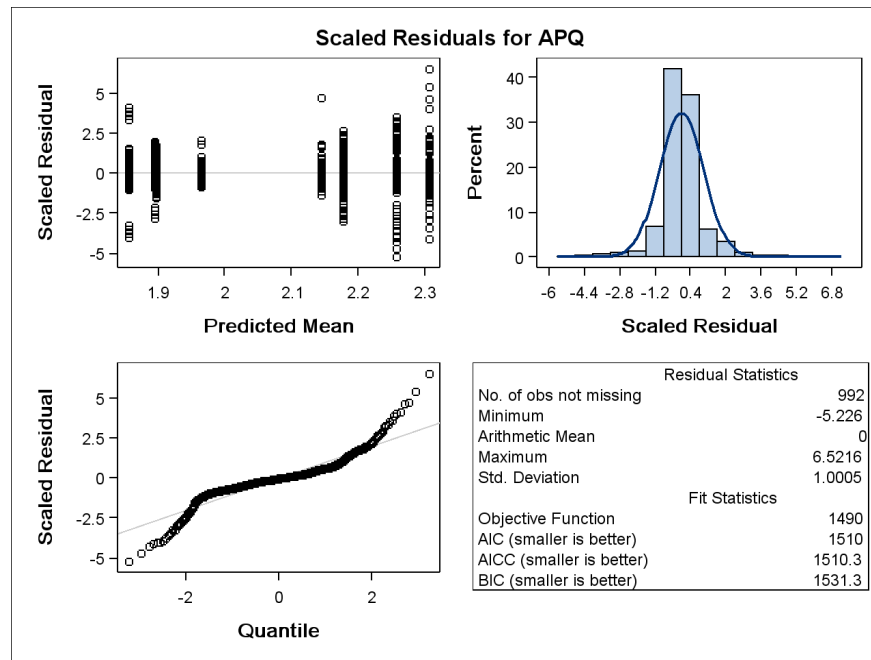 Scaled Residuals for APQ
Scaled Residual
5
2.5
0
-2.5
-5
1.9 2 2.1 2.2 2.3
Predicted Mean
Percent
40
30
20
10
0
-6 -4.4 -2.8 -1.2 0.4 2 3.6 5.2 6.8
Scaled Residual
Scaled Residual
5
2.5
0
-2.5
-5
-2 0 2
Quantile
Residual Statistics
No. of obs not missing 992
Minimum -5.226
Arithmetic Mean 0
Maximum 6.5216
Std. Deviation 1.0005
Fit Statistics
Objective Function 1490
AIC (smaller is better) 1510
AICC (smaller is better) 1510.3
BIC (smaller is better) 1531.3